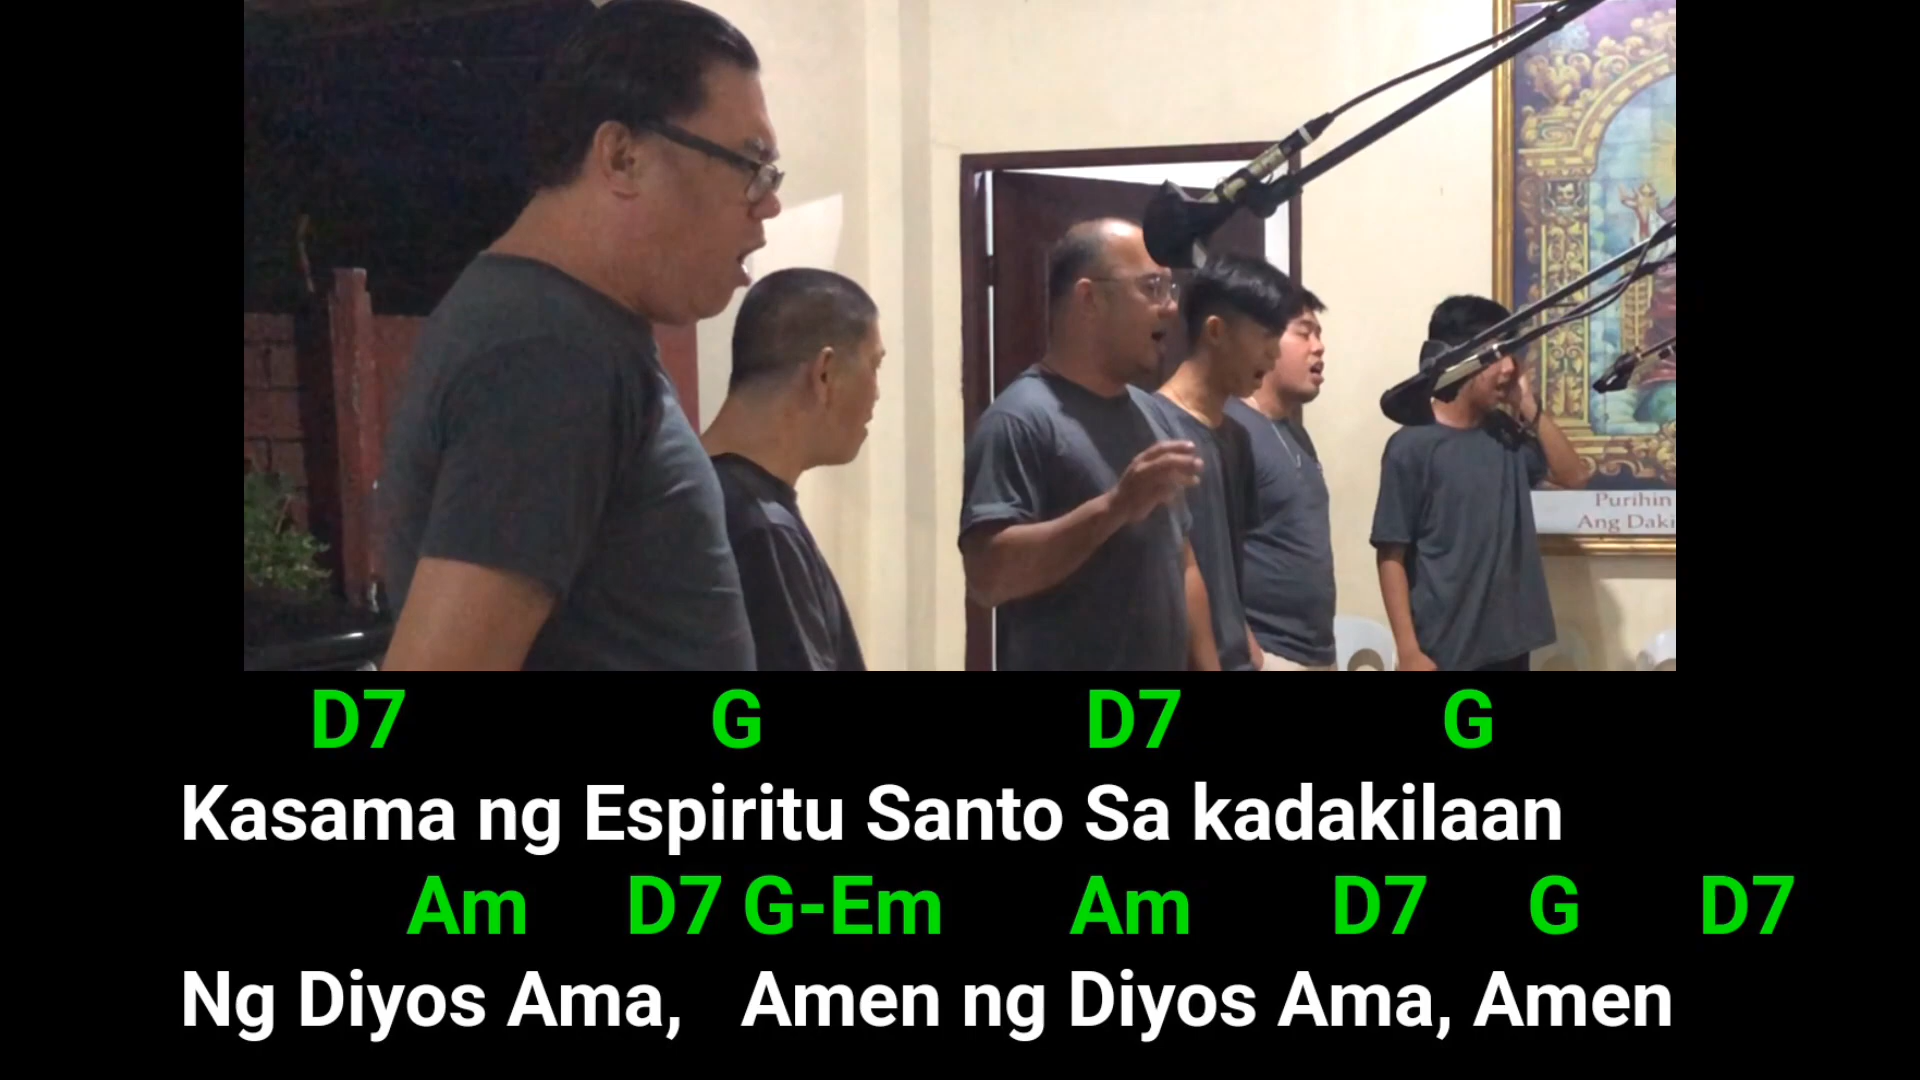 Purihin
Ang Daki
D7 G D7 G
Kasama ng Espiritu Santo Sa kadakilaan
Am D7 G-Em Am D7 G D7
Ng Diyos Ama, Amen ng Diyos Ama, Amen